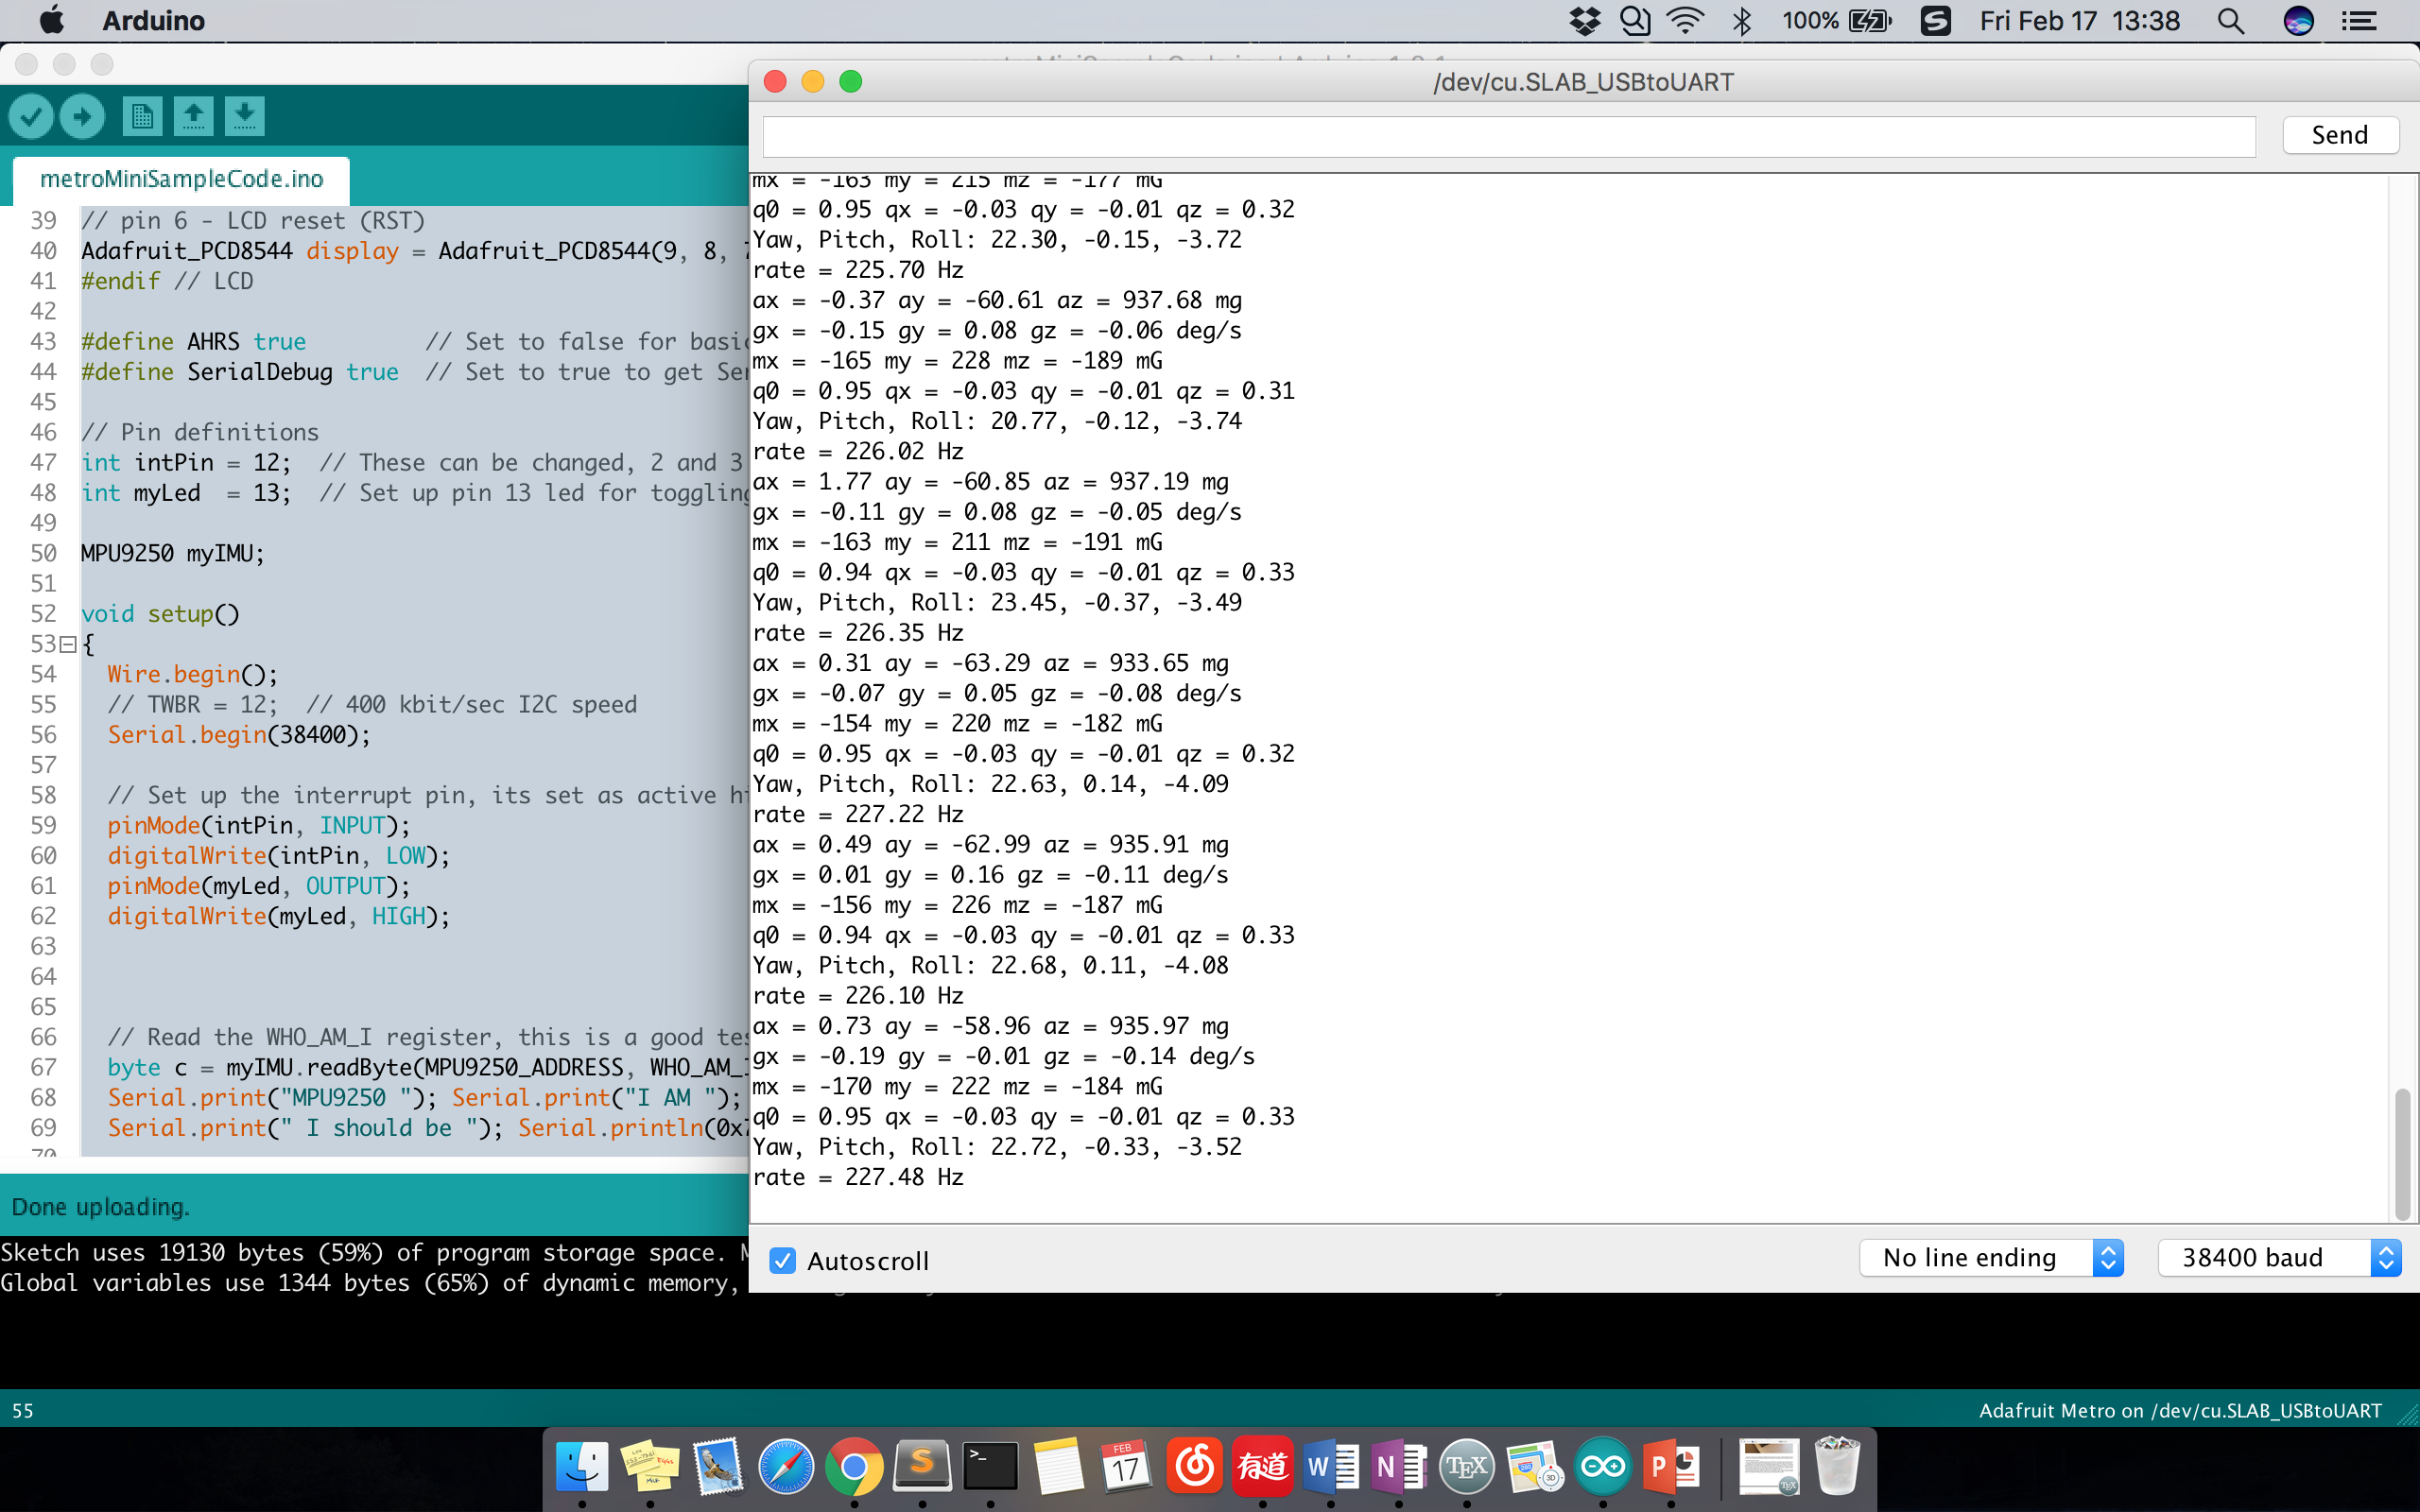 Arduino
100%
Fri Feb 17 13:38
/dev/cu.SLAB_USBtoUART
Send
metroMiniSampleCode.ino
39 // pin 6 - LCD reset (RST)
40 Adafruit_PCD8544 display = Adafruit_PCD8544(9, 8, 7
41 #endif // LCD
42
43 #define AHRS true // Set to false for basic
44 #define SerialDebug true // Set to true to get Ser
45
46 // Pin definitions
47 int intPin = 12; // These can be changed, 2 and 3
48 int myLed = 13; // Set up pin 13 led for toggling
49
50 MPU9250 myIMU;
51
52 void setup()
53 {
54 Wire.begin();
55 // TWBR = 12; // 400 kbit/sec I2C speed
56 Serial.begin(38400);
57
58 // Set up the interrupt pin, its set as active hi
59 pinMode(intPin, INPUT);
60 digitalWrite(intPin, LOW);
61 pinMode(myLed, OUTPUT);
62 digitalWrite(myLed, HIGH);
63
64
65
66 // Read the WHO_AM_I register, this is a good tes
67 byte c = myIMU.readByte(MPU9250_ADDRESS, WHO_AM_I
68 Serial.print("MPU9250 "); Serial.print("I AM ");
69 Serial.print(" I should be "); Serial.println(0x7
70
mx = -163 my = 215 mz = -177 mG
q0 = 0.95 qx = -0.03 qy = -0.01 qz = 0.32
Yaw, Pitch, Roll: 22.30, -0.15, -3.72
rate = 225.70 Hz
ax = -0.37 ay = -60.61 az = 937.68 mg
gx = -0.15 gy = 0.08 gz = -0.06 deg/s
mx = -165 my = 228 mz = -189 mG
q0 = 0.95 qx = -0.03 qy = -0.01 qz = 0.31
Yaw, Pitch, Roll: 20.77, -0.12, -3.74
rate = 226.02 Hz
ax = 1.77 ay = -60.85 az = 937.19 mg
gx = -0.11 gy = 0.08 gz = -0.05 deg/s
mx = -163 my = 211 mz = -191 mG
q0 = 0.94 qx = -0.03 qy = -0.01 qz = 0.33
Yaw, Pitch, Roll: 23.45, -0.37, -3.49
rate = 226.35 Hz
ax = 0.31 ay = -63.29 az = 933.65 mg
gx = -0.07 gy = 0.05 gz = -0.08 deg/s
mx = -154 my = 220 mz = -182 mG
q0 = 0.95 qx = -0.03 qy = -0.01 qz = 0.32
Yaw, Pitch, Roll: 22.63, 0.14, -4.09
rate = 227.22 Hz
ax = 0.49 ay = -62.99 az = 935.91 mg
gx = 0.01 gy = 0.16 gz = -0.11 deg/s
mx = -156 my = 226 mz = -187 mG
q0 = 0.94 qx = -0.03 qy = -0.01 qz = 0.33
Yaw, Pitch, Roll: 22.68, 0.11, -4.08
rate = 226.10 Hz
ax = 0.73 ay = -58.96 az = 935.97 mg
gx = -0.19 gy = -0.01 gz = -0.14 deg/s
mx = -170 my = 222 mz = -184 mG
q0 = 0.95 qx = -0.03 qy = -0.01 qz = 0.33
Yaw, Pitch, Roll: 22.72, -0.33, -3.52
rate = 227.48 Hz
Autoscroll
No line ending
38400 baud
Done uploading.
Sketch uses 19130 bytes (59%) of program storage space. M
Global variables use 1344 bytes (65%) of dynamic memory,
55
Adafruit Metro on /dev/cu.SLAB_USBtoUART
FEB
17
有道
W
N
TEX
P